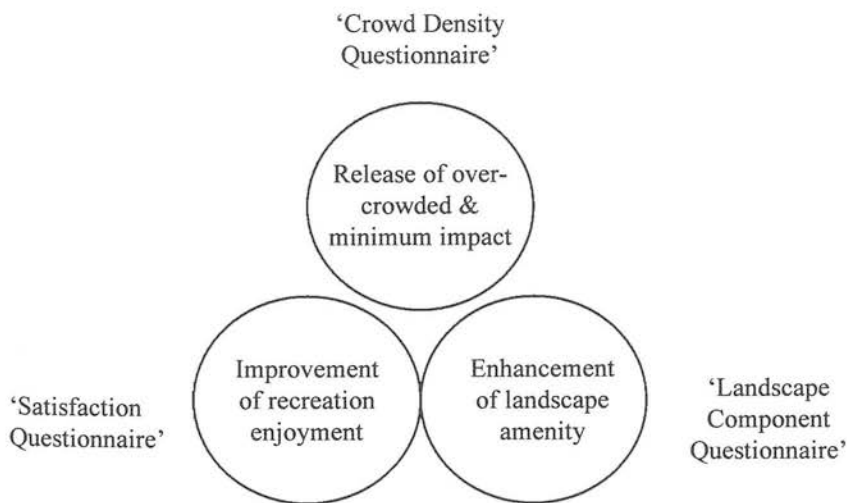 ‘Crowd Density
Questionnaire’
Release of over-
crowded &
minimum impact
Improvement
of recreation
enjoyment
Enhancement
of landscape
amenity
‘Satisfaction
Questionnaire’
‘Landscape
Component
Questionnaire’